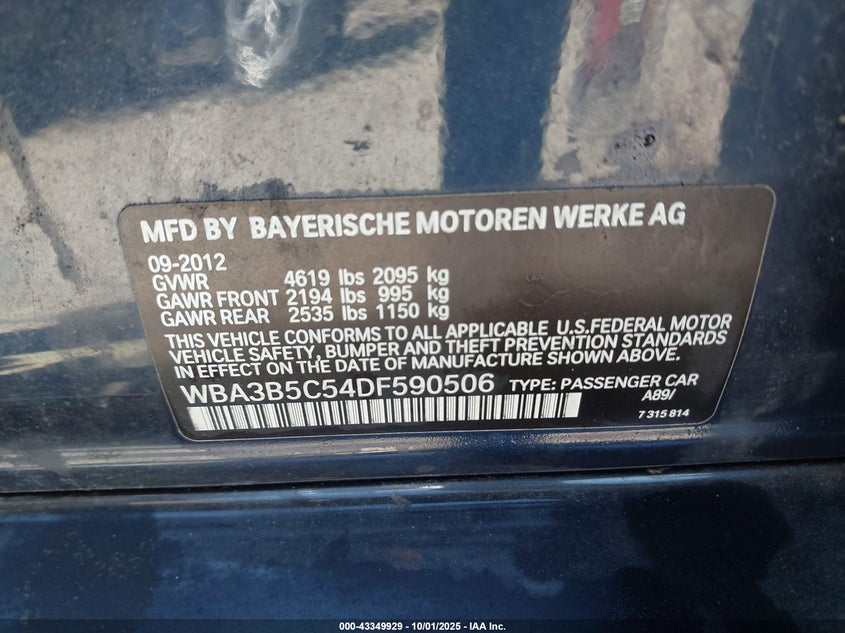 MFD BY BAYERISCHE MOTOREN WERKE AG
09-2012
GVWR 4619 lbs 2095 kg
GAWR FRONT 2194 lbs 995 kg
GAWR REAR 2535 lbs 1150 kg
THIS VEHICLE CONFORMS TO ALL APPLICABLE U.S.FEDERAL MOTOR
VEHICLE SAFETY, BUMPER AND THEFT PREVENTION STANDARDS
IN EFFECT ON THE DATE OF MANUFACTURE SHOWN ABOVE.
WBA3B5C54DF590506 TYPE: PASSENGER CAR
A89/
7 315 814
000-43349929 - 10/01/2025 - IAA Inc.